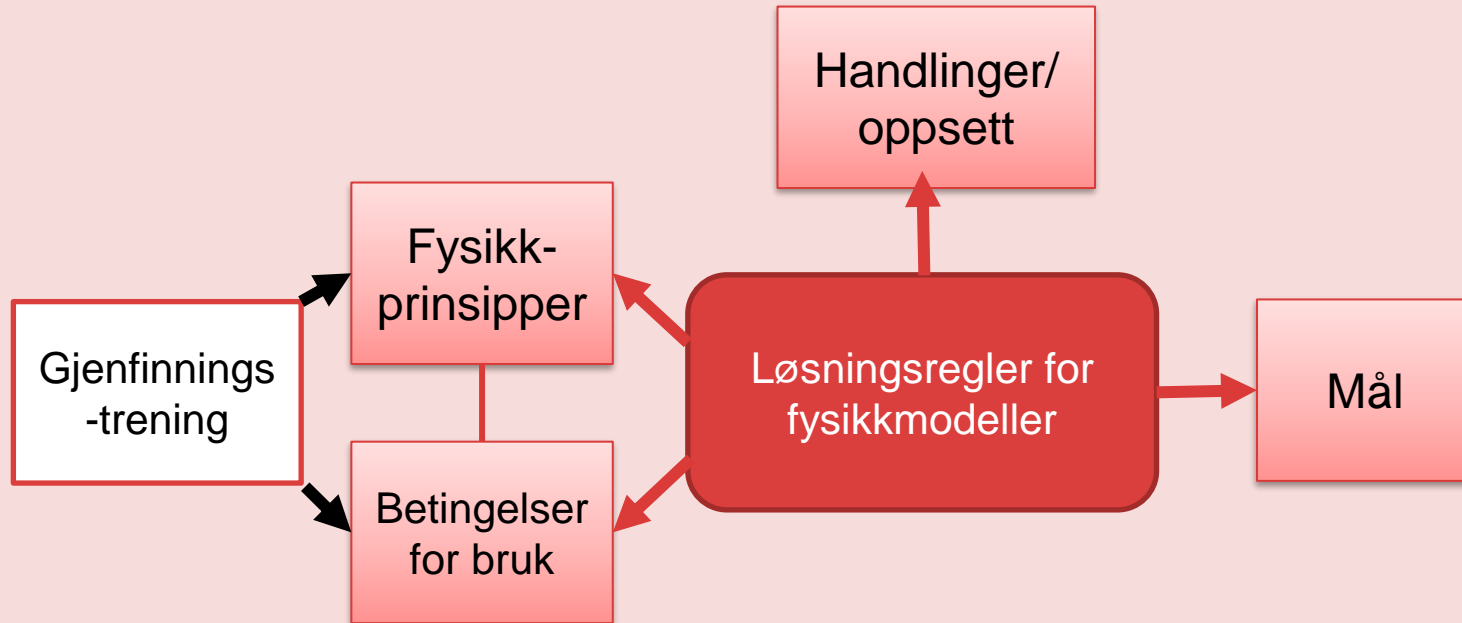 Handlinger/
oppsett
Fysikk-
prinsipper
Gjenfinnings
-trening
Løsningsregler for
fysikkmodeller
Mål
Betingelser
for bruk